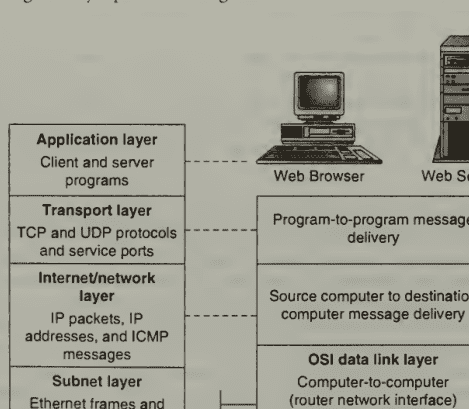 Application layer
Client and server
programs
Web Browser
Web
Transport layer
TCP and UDP protocols
and service ports
Program-to-program message
delivery
Internet/network
layer
IP packets, IP
addresses, and ICMP
messages
Source computer to
computer message delivery
Subnet layer
Ethernet frames and
OSI data link layer
Computer-to-computer
(router network interface)